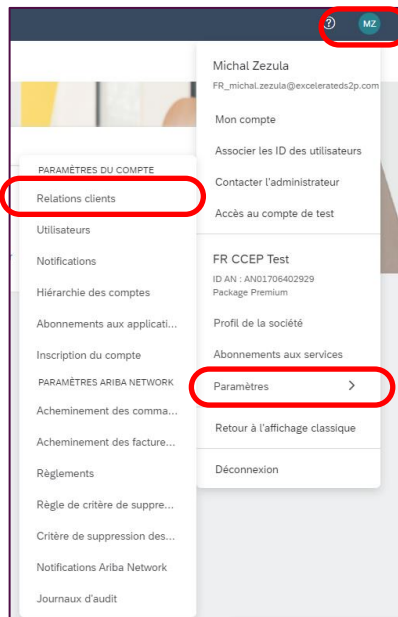 MZ
Michal Zezula
FR_michal.zezula@excelerateds2p.com
Mon compte
Associer les ID des utilisateurs
Contacter l'administrateur
Accès au compte de test
FR CCEP Test
ID AN : AN01706402929
Package Premium
Profil de la société
Abonnements aux services
Paramètres
Retour à l'affichage classique
Déconnexion
PARAMÈTRES DU COMPTE
Relations clients
Utilisateurs
Notifications
Hiérarchie des comptes
Abonnements aux applicati...
Inscription du compte
PARAMÈTRES ARIBA NETWORK
Acheminement des comma...
Acheminement des facture...
Règlements
Règle de critère de suppre...
Critère de suppression des...
Notifications Ariba Network
Journaux d'audit